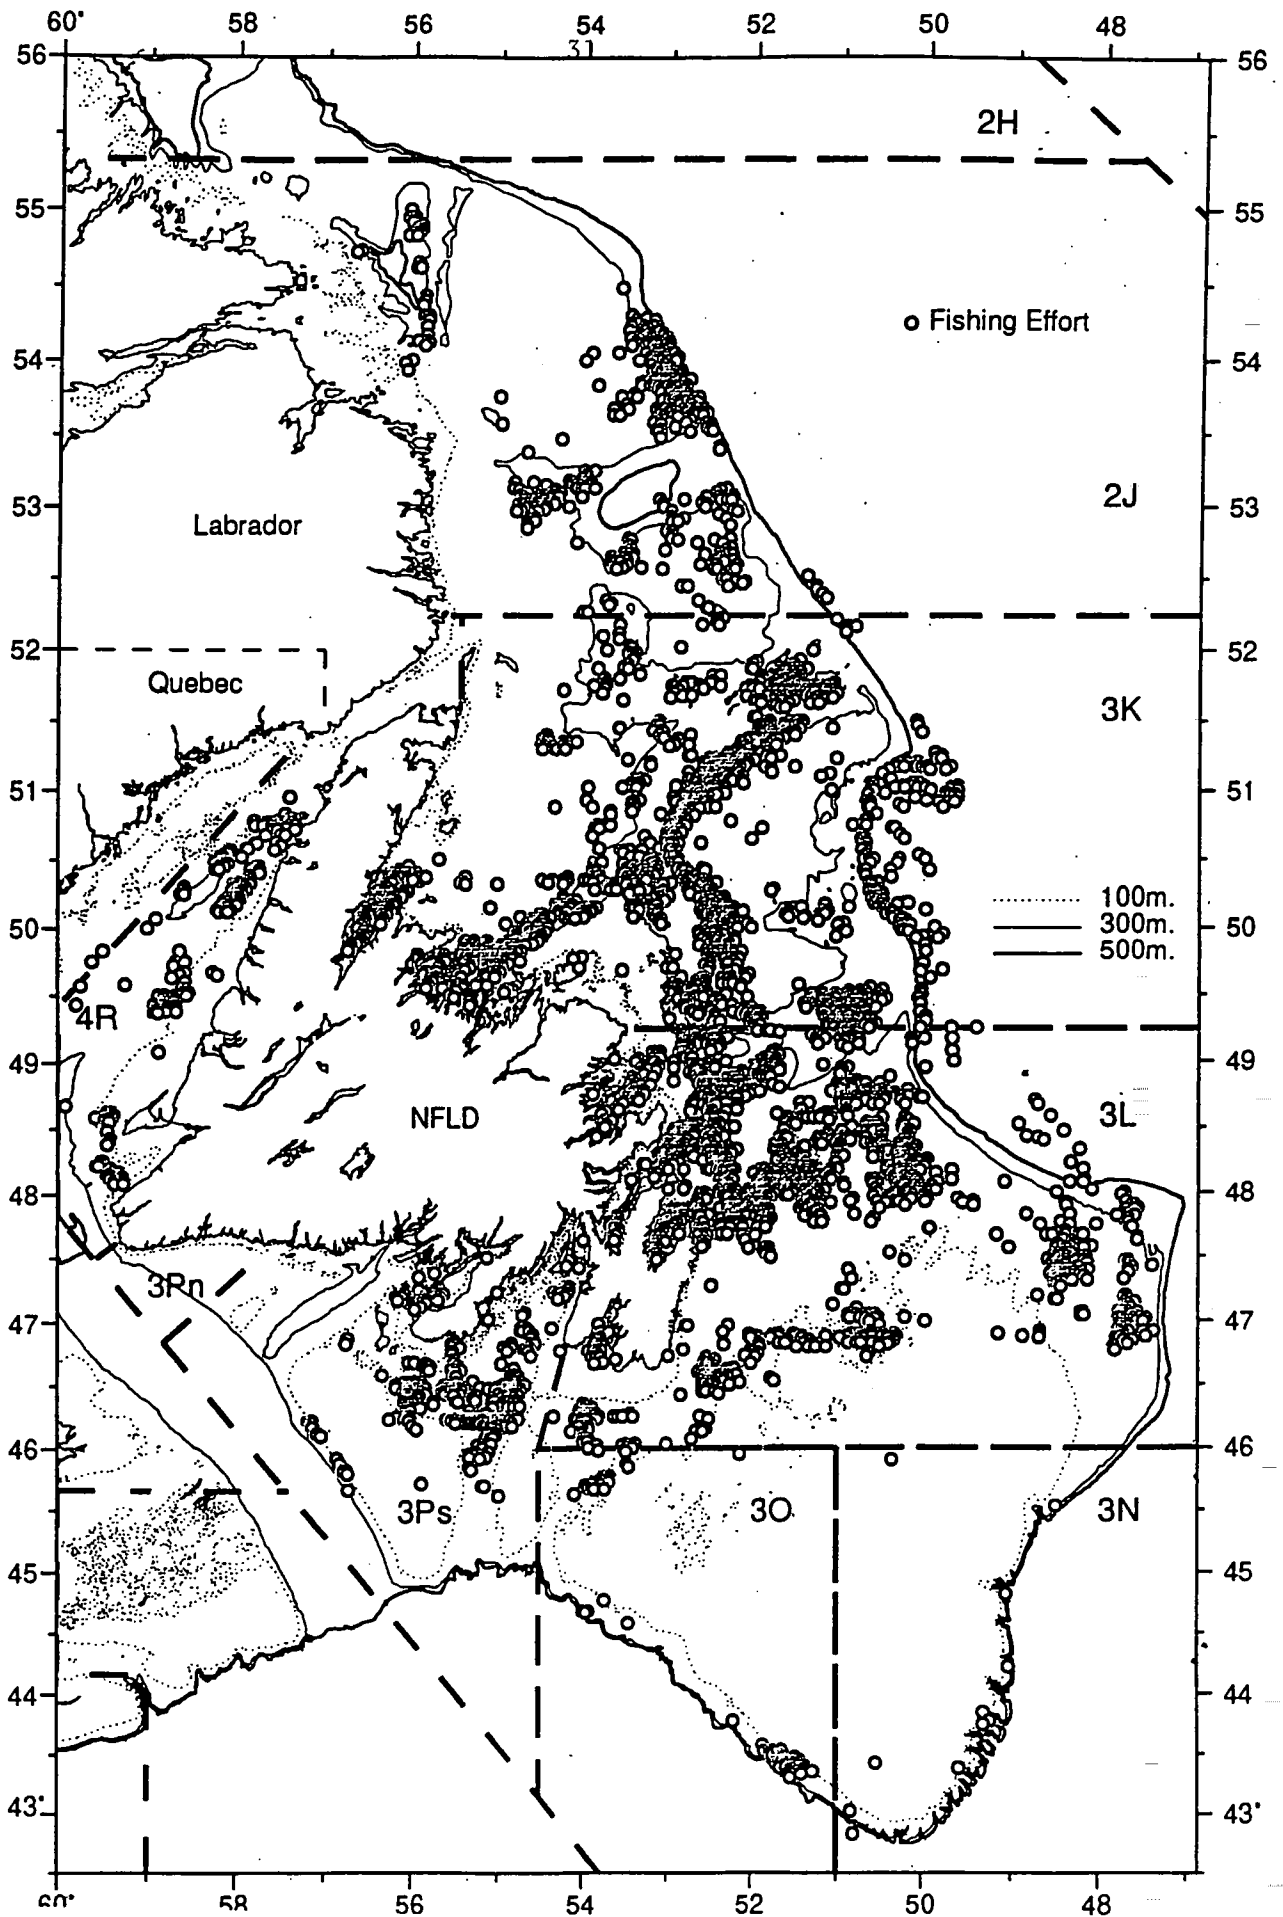 60° 58 56 54 52 50 48
31
56 56
2H
55 55
Fishing Effort
54 54
2J
53 53
Labrador
52 52
Quebec
3K
51 51
100m.
50 300m. 50
500m.
4R
49 49
NFLD 3L
48 48
3Pn
47 47
46 46
3Ps 3O 3N
45 45
44 44
43° 43°
60° 58 56 54 52 50 48